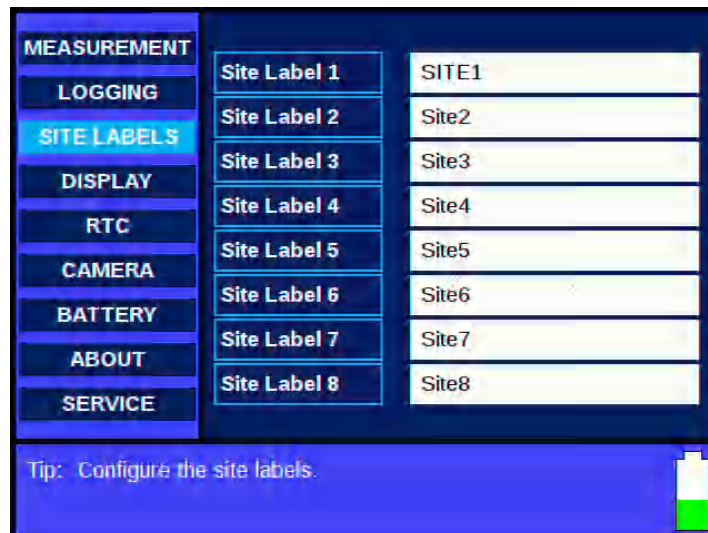 MEASUREMENT
LOGGING
SITE LABELS
DISPLAY
RTC
CAMERA
BATTERY
ABOUT
SERVICE
Site Label 1 SITE1
Site Label 2 Site2
Site Label 3 Site3
Site Label 4 Site4
Site Label 5 Site5
Site Label 6 Site6
Site Label 7 Site7
Site Label 8 Site8
Tip: Configure the site labels.